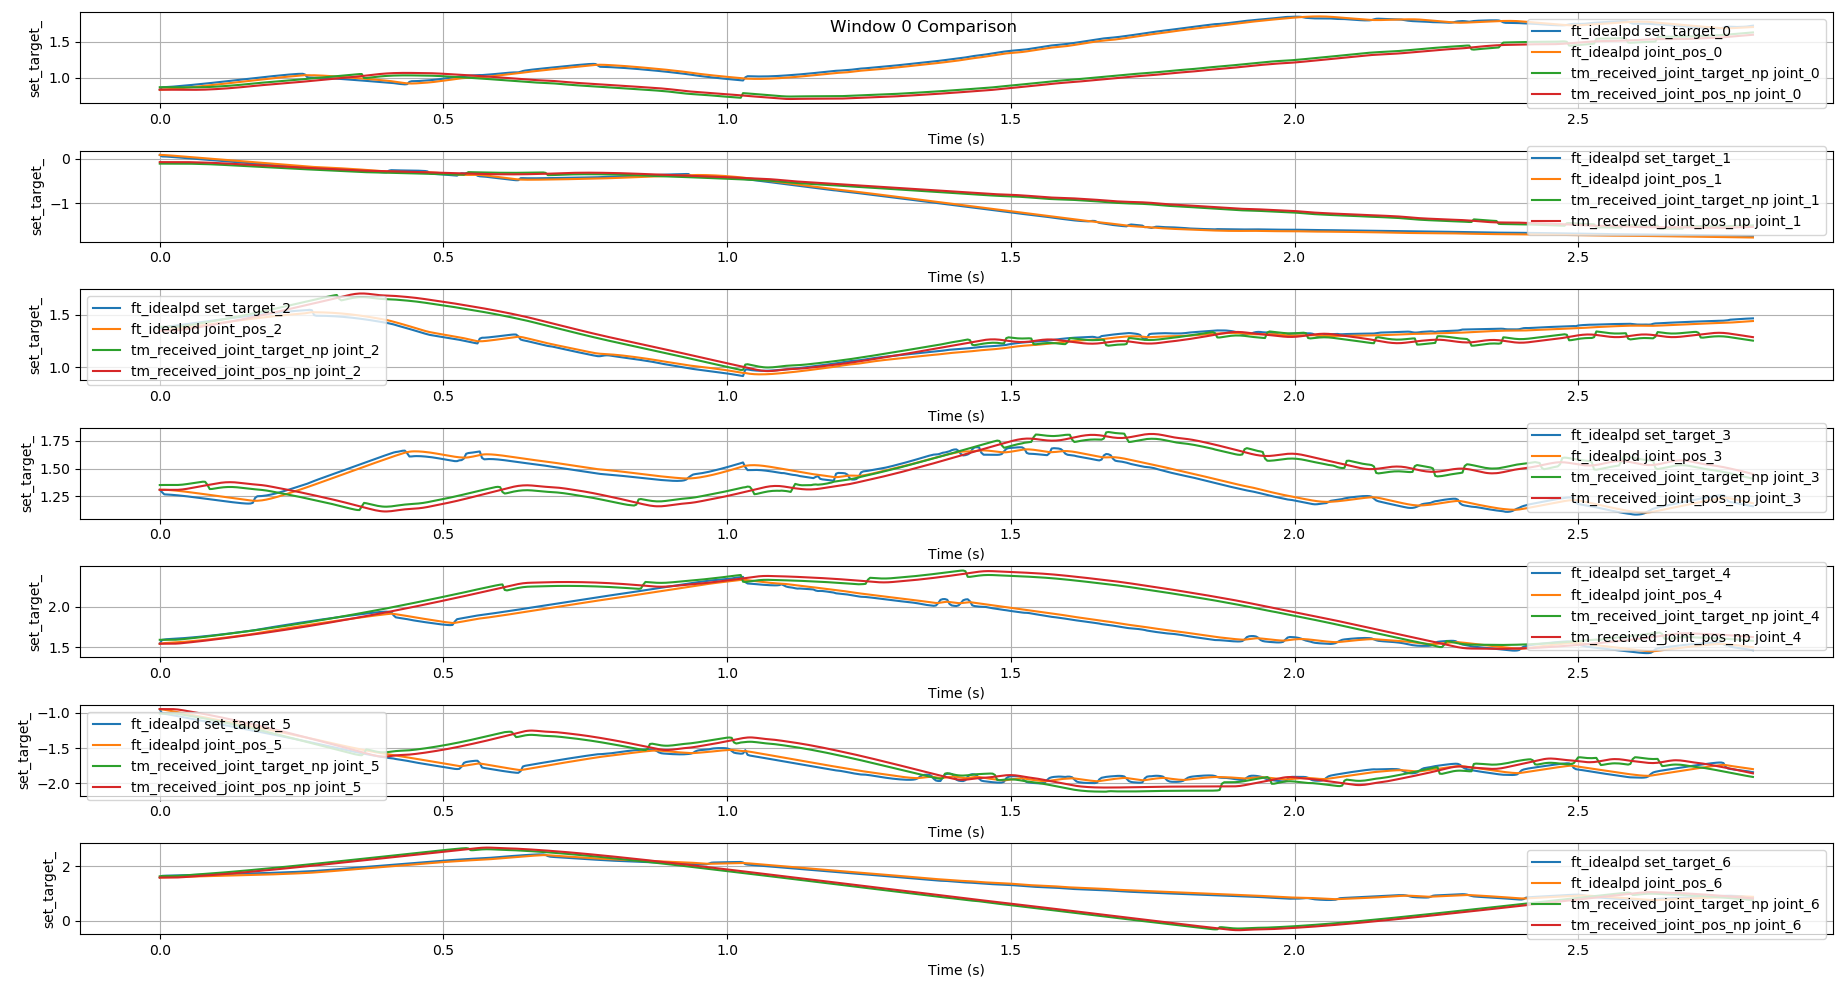 Window 0 Comparison
set_target_
1.5
1.0
ft_idealpd set_target_0
ft_idealpd joint_pos_0
tm_received_joint_target_np joint_0
tm_received_joint_pos_np joint_0
0.0 0.5 1.0 1.5 2.0 2.5
Time (s)
set_target_
0
−1
ft_idealpd set_target_1
ft_idealpd joint_pos_1
tm_received_joint_target_np joint_1
tm_received_joint_pos_np joint_1
0.0 0.5 1.0 1.5 2.0 2.5
Time (s)
set_target_
1.5
1.0
ft_idealpd set_target_2
ft_idealpd joint_pos_2
tm_received_joint_target_np joint_2
tm_received_joint_pos_np joint_2
0.0 0.5 1.0 1.5 2.0 2.5
Time (s)
set_target_
1.75
1.50
1.25
ft_idealpd set_target_3
ft_idealpd joint_pos_3
tm_received_joint_target_np joint_3
tm_received_joint_pos_np joint_3
0.0 0.5 1.0 1.5 2.0 2.5
Time (s)
set_target_
2.0
1.5
ft_idealpd set_target_4
ft_idealpd joint_pos_4
tm_received_joint_target_np joint_4
tm_received_joint_pos_np joint_4
0.0 0.5 1.0 1.5 2.0 2.5
Time (s)
set_target_
−1.0
−1.5
−2.0
ft_idealpd set_target_5
ft_idealpd joint_pos_5
tm_received_joint_target_np joint_5
tm_received_joint_pos_np joint_5
0.0 0.5 1.0 1.5 2.0 2.5
Time (s)
set_target_
2
0
ft_idealpd set_target_6
ft_idealpd joint_pos_6
tm_received_joint_target_np joint_6
tm_received_joint_pos_np joint_6
0.0 0.5 1.0 1.5 2.0 2.5
Time (s)